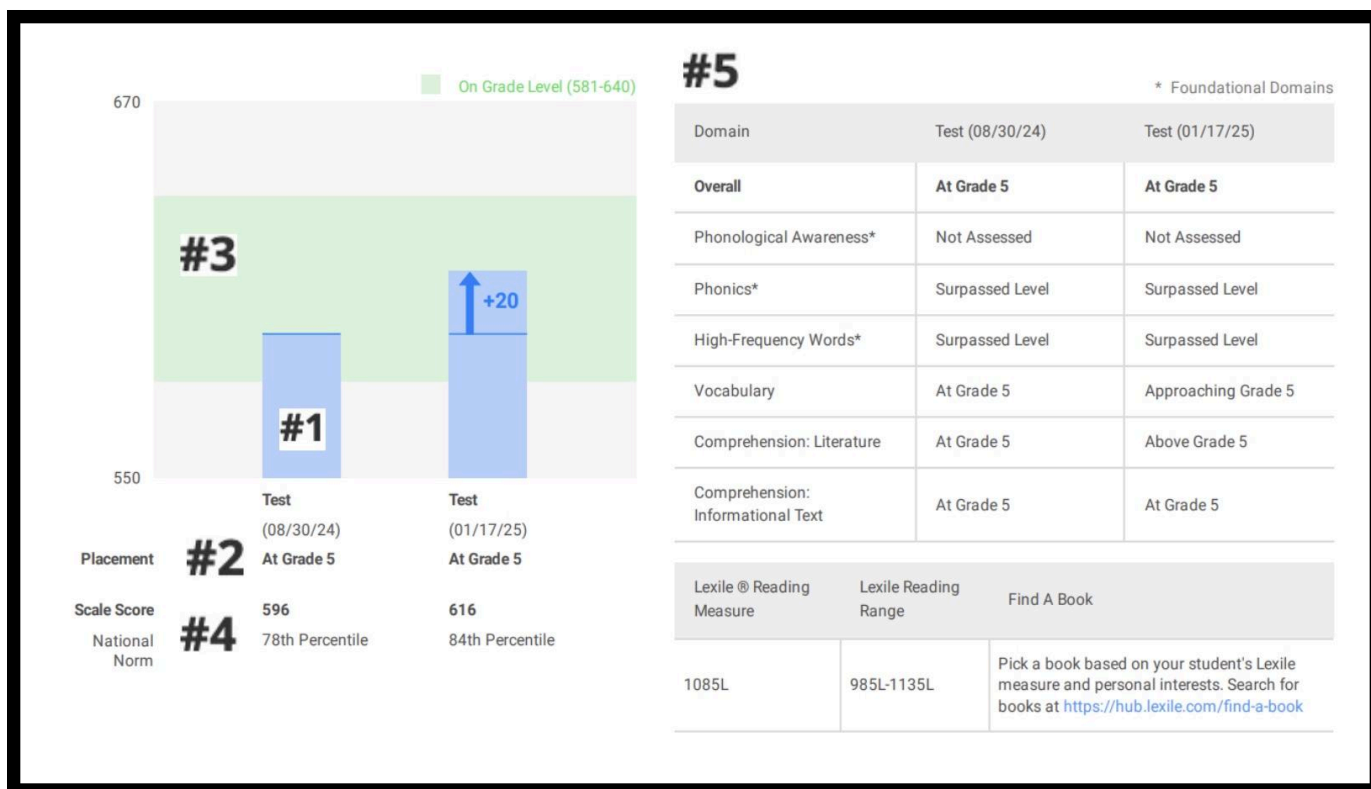 On Grade Level (581-640)
670
#3
+20
#1
550
Test
(08/30/24)
Test
(01/17/25)
Placement #2 At Grade 5 At Grade 5
Scale Score 596 616
National
Norm
#4 78th Percentile 84th Percentile
#5
* Foundational Domains
Domain Test (08/30/24) Test (01/17/25)
Overall At Grade 5 At Grade 5
Phonological Awareness* Not Assessed Not Assessed
Phonics* Surpassed Level Surpassed Level
High-Frequency Words* Surpassed Level Surpassed Level
Vocabulary At Grade 5 Approaching Grade 5
Comprehension: Literature At Grade 5 Above Grade 5
Comprehension:
Informational Text
At Grade 5 At Grade 5
Lexile ® Reading
Measure
Lexile Reading
Range
Find A Book
1085L
985L-1135L
Pick a book based on your student's Lexile
measure and personal interests. Search for
books at https://hub.lexile.com/find-a-book